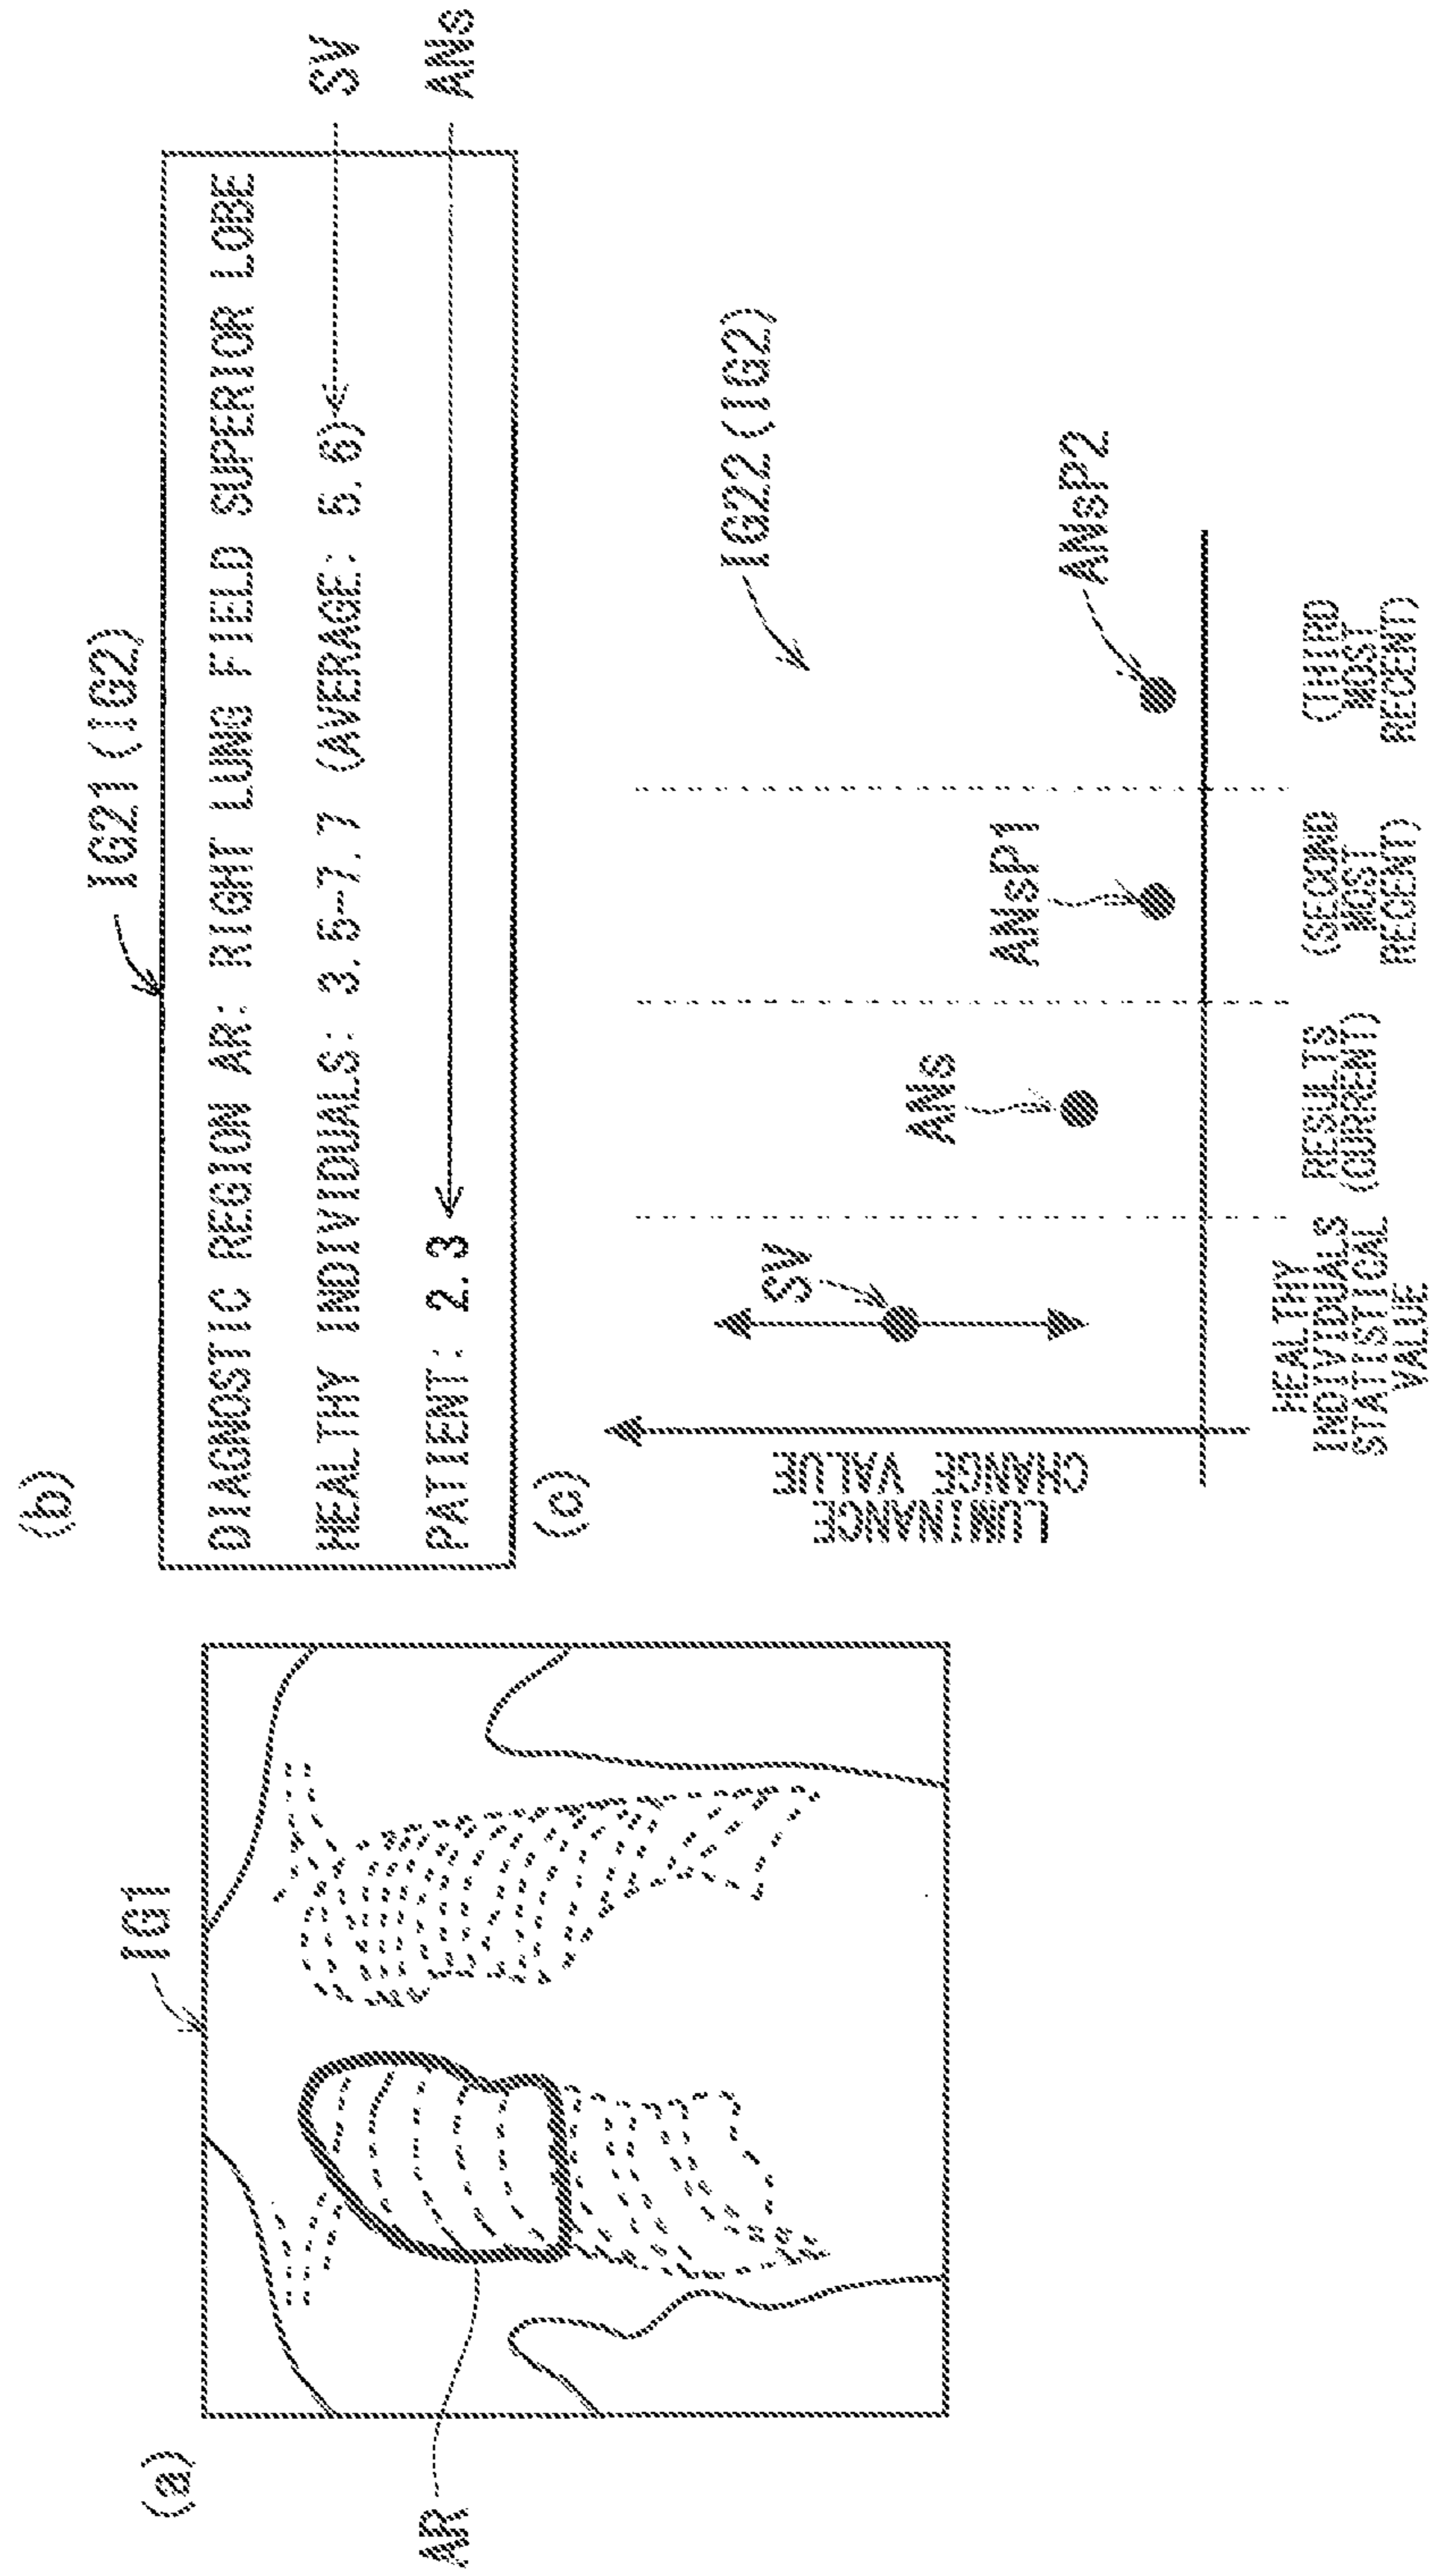 (a)
IG1
AR
(b)
IG21(IG2)
DIAGNOSTIC REGION AR: RIGHT LUNG FIELD SUPERIOR LOBE
HEALTHY INDIVIDUALS: 3.5-7.7 (AVERAGE: 5.6)
PATIENT: 2.3
SV
ANs
(c)
IG22(IG2)
LUMINANCE
CHANGE VALUE
SV
ANs
ANsP1
ANsP2
HEALTHY
INDIVIDUALS
STATISTICAL
VALUE
RESULTS
(CURRENT)
(SECOND
MOST
RECENT)
(THIRD
MOST
RECENT)